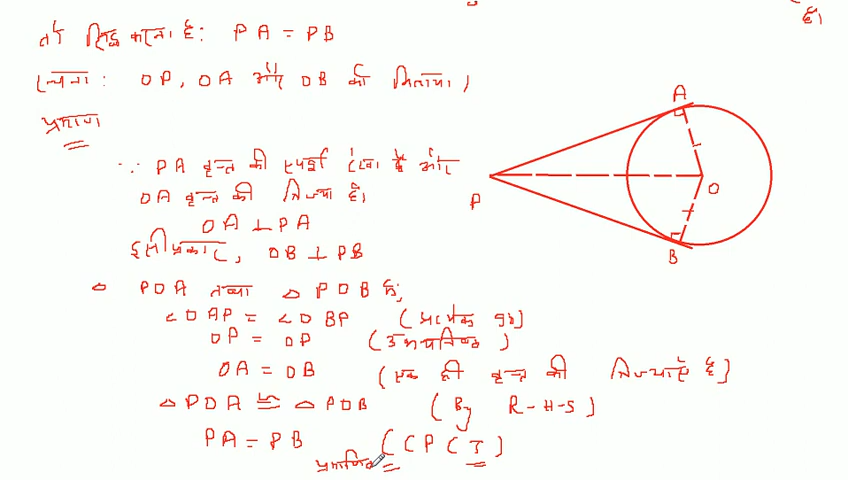 है।
तो सिद्ध करना है: PA = PB
रचना: OP, OA और OB को मिलाया।
प्रमाण
∵ PA वृत्त की स्पर्श रेखा है और
OA वृत्त की त्रिज्या है।
OA ⊥ PA
इसी प्रकार, OB ⊥ PB
△ POA तथा △ POB में,
∠OAP = ∠OBP (प्रत्येक 90)
OP = OP (उभयनिष्ठ)
OA = OB (एक ही वृत्त की त्रिज्याएं है)
△POA ≅ △POB (By R-H-S)
PA = PB (CPCT)
प्रमाणित
A
P
O
B